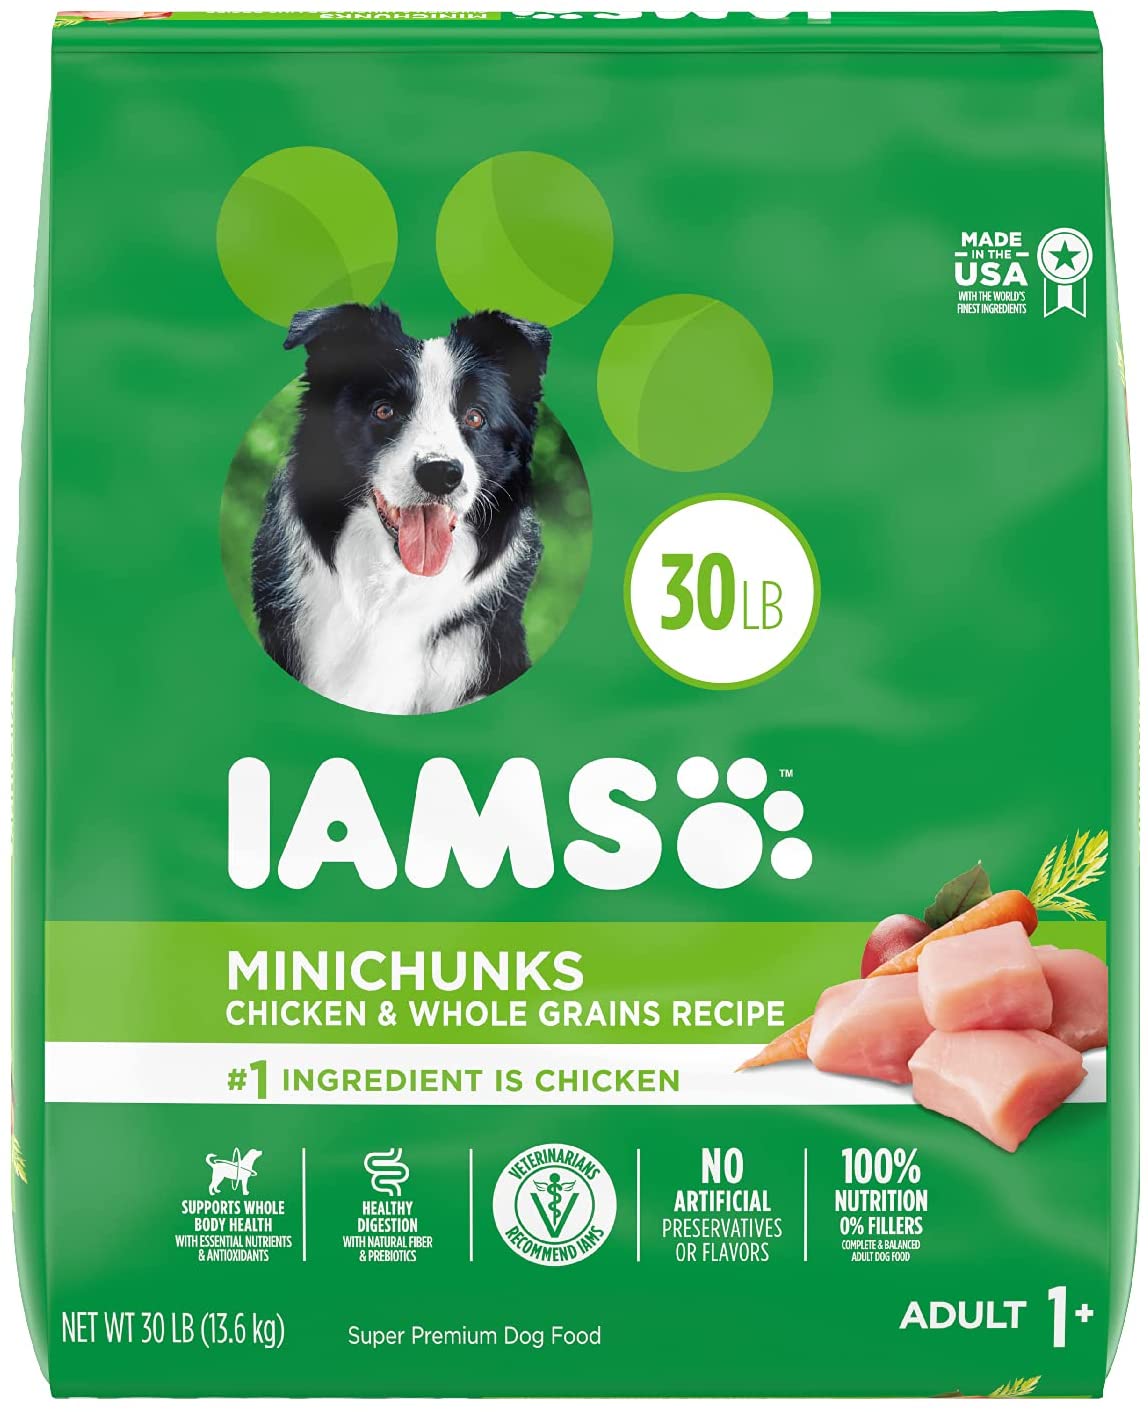 MINICHUNKS
MADE
IN THE
USA
WITH THE WORLD'S
FINEST INGREDIENTS
30 LB
IAMS™
MINICHUNKS
CHICKEN & WHOLE GRAINS RECIPE
#1 INGREDIENT IS CHICKEN
SUPPORTS WHOLE
BODY HEALTH
WITH ESSENTIAL NUTRIENTS
& ANTIOXIDANTS
HEALTHY
DIGESTION
WITH NATURAL FIBER
& PREBIOTICS
VETERINARIANS
V
RECOMMEND IAMS
NO
ARTIFICIAL
PRESERVATIVES
OR FLAVORS
100%
NUTRITION
0% FILLERS
COMPLETE & BALANCED
ADULT DOG FOOD
NET WT 30 LB (13.6 kg)
Super Premium Dog Food
ADULT 1+